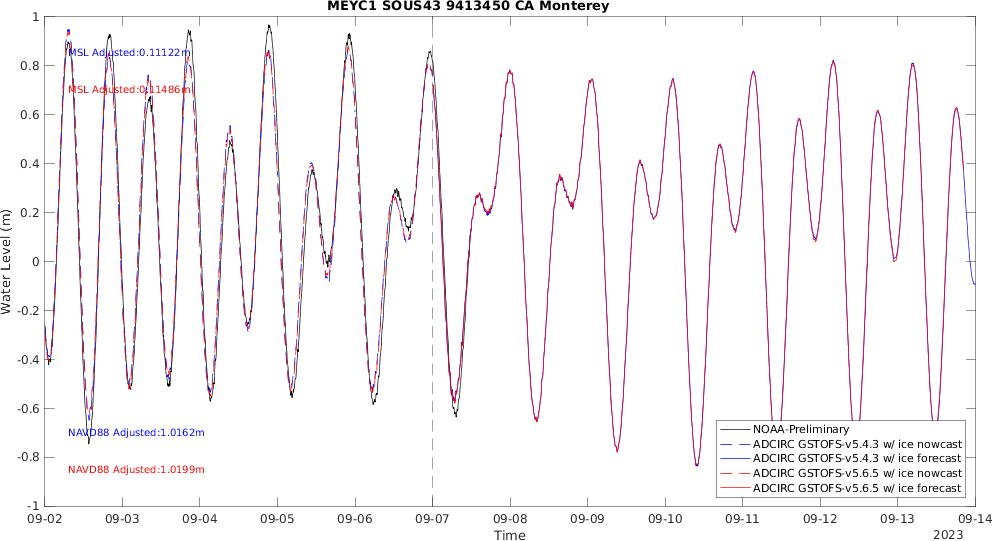 MEYC1 SOUS43 9413450 CA Monterey
1
0.8
0.6
0.4
0.2
0
-0.2
-0.4
-0.6
-0.8
-1
Water Level (m)
MSL Adjusted:0.11122m
MSL Adjusted:0.11486m
NAVD88 Adjusted:1.0162m
NAVD88 Adjusted:1.0199m
NOAA-Preliminary
ADCIRC GSTOFS-v5.4.3 w/ ice nowcast
ADCIRC GSTOFS-v5.4.3 w/ ice forecast
ADCIRC GSTOFS-v5.6.5 w/ ice nowcast
ADCIRC GSTOFS-v5.6.5 w/ ice forecast
09-02 09-03 09-04 09-05 09-06 09-07 09-08 09-09 09-10 09-11 09-12 09-13 09-14
Time
2023